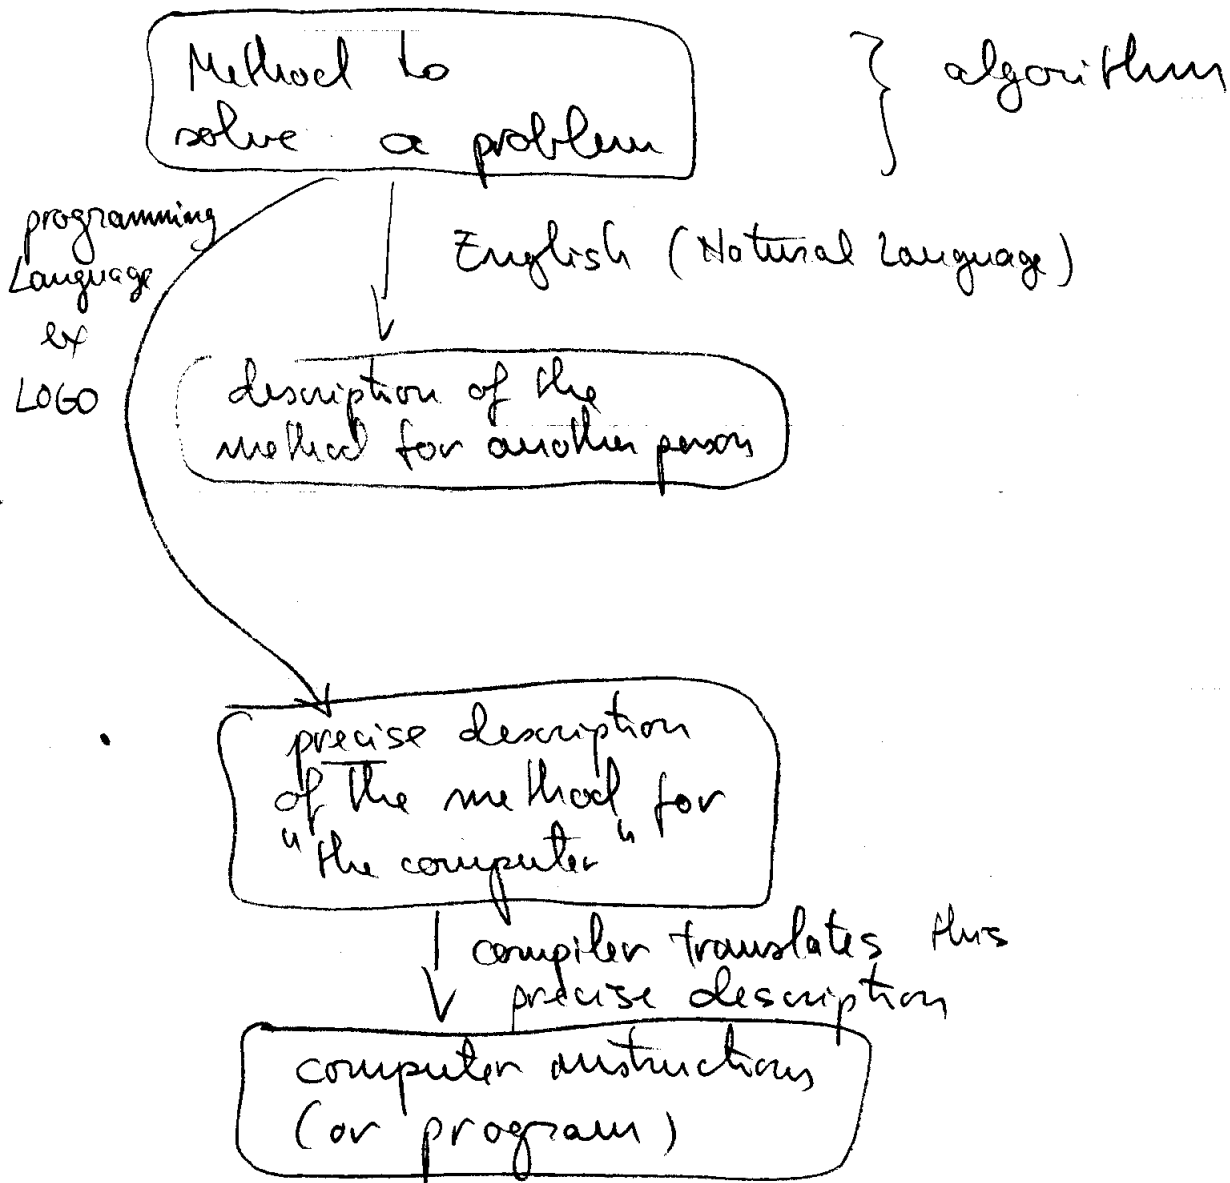 Method to
solve a problem
} algorithm
programming
Language
ex
LOGO
English (Natural Language)
description of the
method for another person
precise description
of the method for
"the computer"
compiler translates this
precise description
computer instructions
(or program)